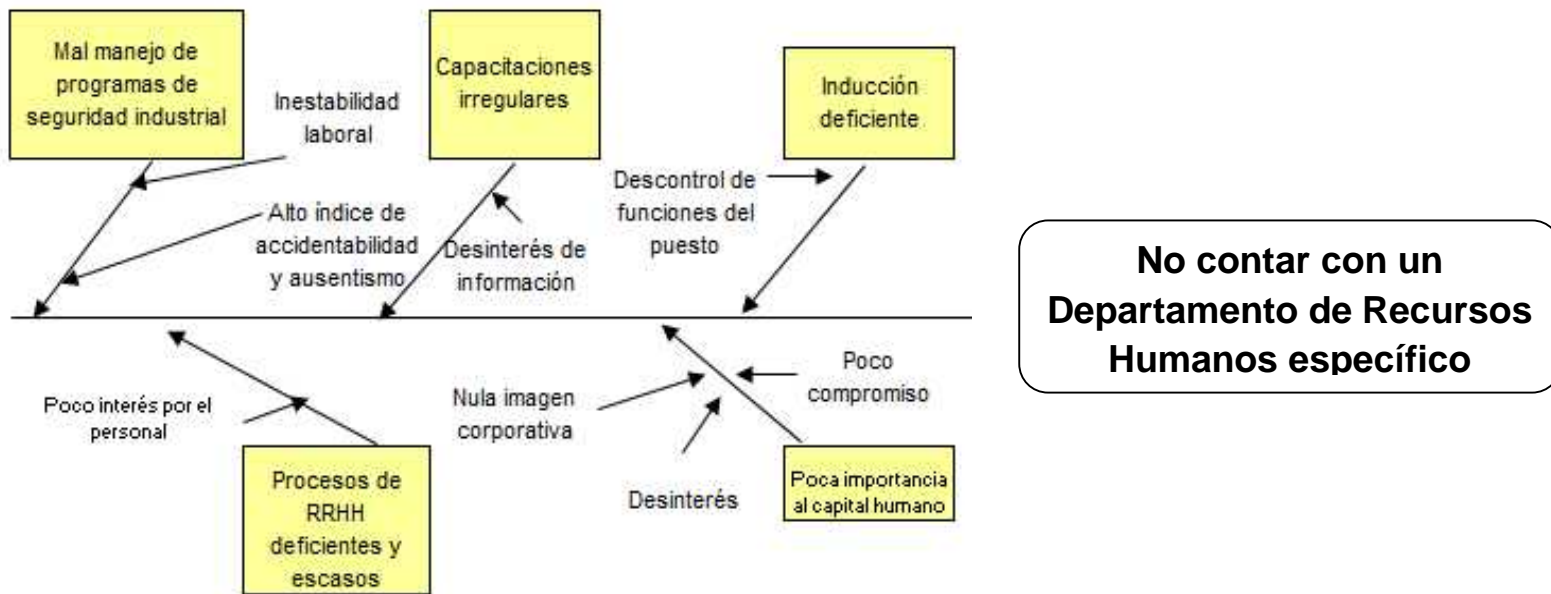 Mal manejo de
programas de
seguridad industrial
Inestabilidad
laboral
Alto índice de
accidentabilidad
y ausentismo
Capacitaciones
irregulares
Desinterés de
información
Inducción
deficiente
Descontrol de
funciones del
puesto
No contar con un
Departamento de Recursos
Humanos específico
Poco interés por el
personal
Procesos de
RRHH
deficientes y
escasos
Nula imagen
corporativa
Desinterés
Poco
compromiso
Poca importancia
al capital humano